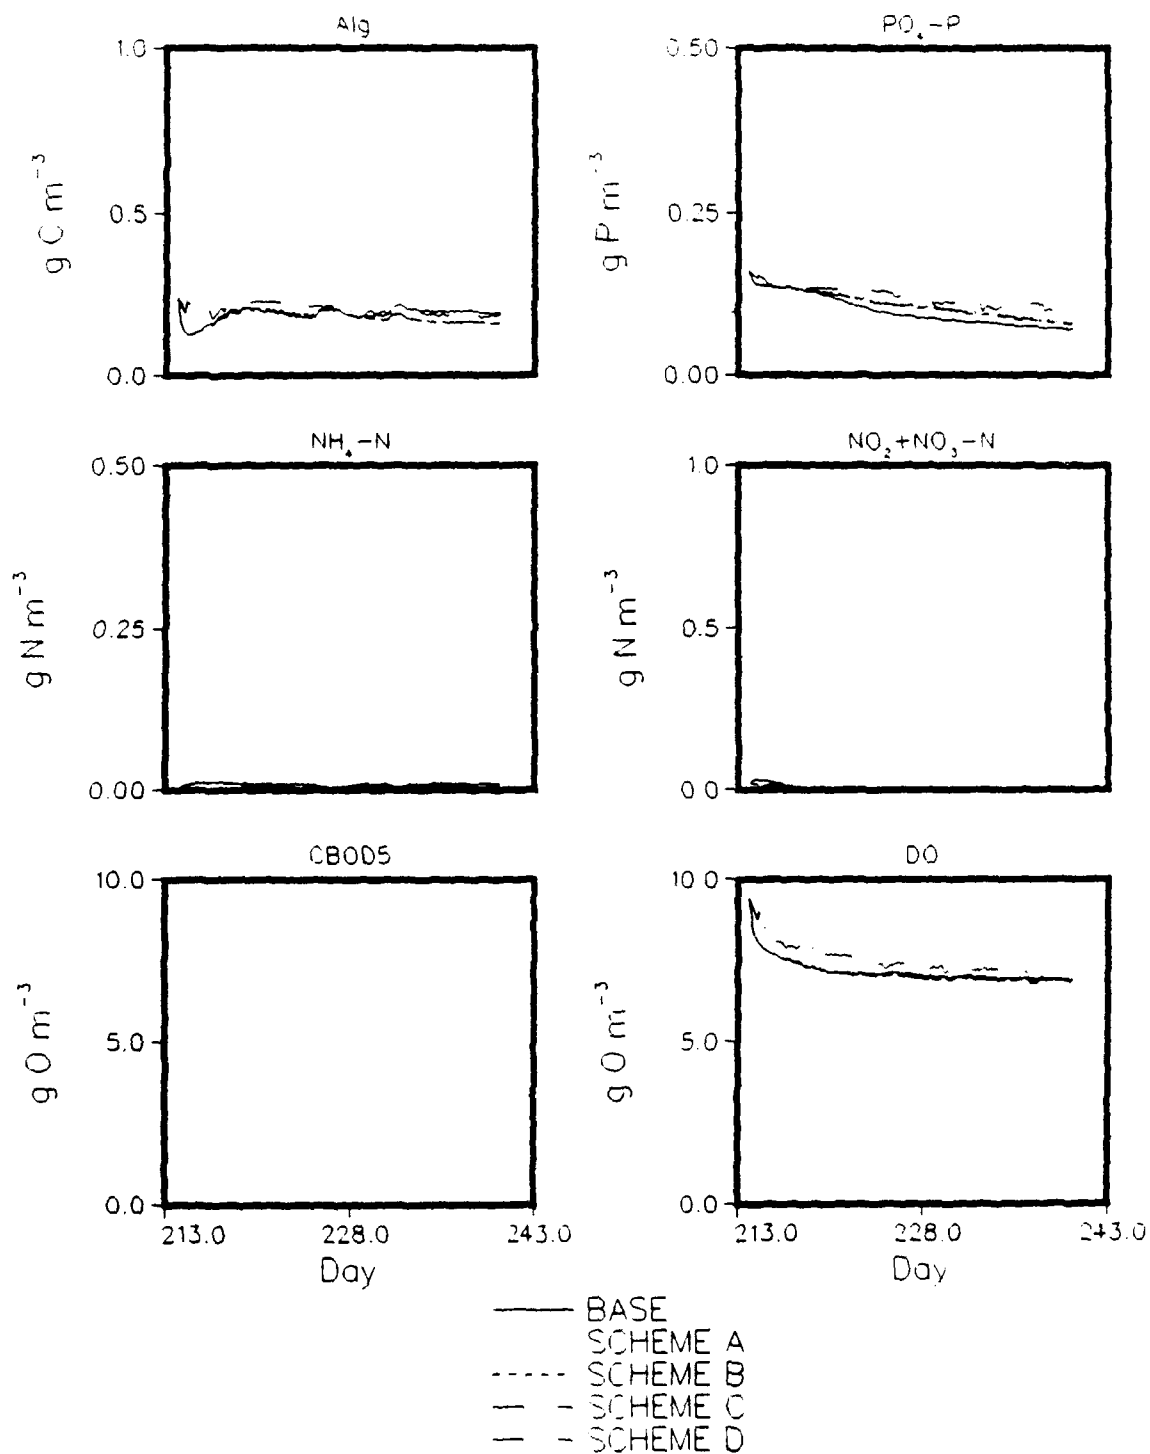 Alg
1.0
0.5
0.0
g C m⁻³
PO₄-P
0.50
0.25
0.00
g P m⁻³
NH₄-N
0.50
0.25
0.00
g N m⁻³
NO₂+NO₃-N
1.0
0.5
0.0
g N m⁻³
CBOD5
10.0
5.0
0.0
g O m⁻³
213.0 228.0 243.0
Day
DO
10.0
5.0
0.0
g O m⁻³
213.0 228.0 243.0
Day
BASE
SCHEME A
SCHEME B
SCHEME C
SCHEME D